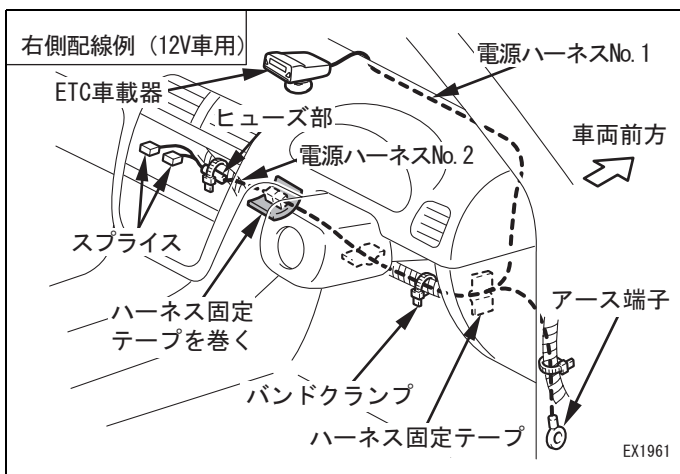 右側配線例（12V車用）
電源ハーネスNo.1
ETC車載器
ヒューズ部
車両前方
電源ハーネスNo.2
スプライス
アース端子
ハーネス固定
テープを巻く
バンドクランプ
ハーネス固定テープ
EX1961